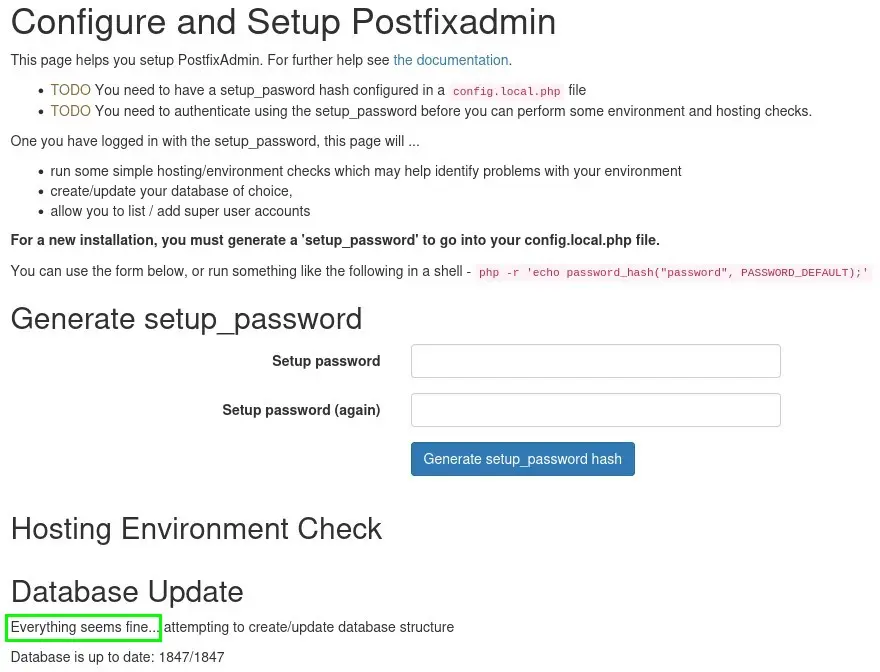 Configure and Setup Postfixadmin
This page helps you setup PostfixAdmin. For further help see the documentation.
• TODO You need to have a setup_pasword hash configured in a config.local.php file
• TODO You need to authenticate using the setup_password before you can perform some environment and hosting checks.
One you have logged in with the setup_password, this page will ...
• run some simple hosting/environment checks which may help identify problems with your environment
• create/update your database of choice,
• allow you to list / add super user accounts
For a new installation, you must generate a 'setup_password' to go into your config.local.php file.
You can use the form below, or run something like the following in a shell - php -r 'echo password_hash("password", PASSWORD_DEFAULT);'
Generate setup_password
Setup password
Setup password (again)
Generate setup_password hash
Hosting Environment Check
Database Update
Everything seems fine... attempting to create/update database structure
Database is up to date: 1847/1847